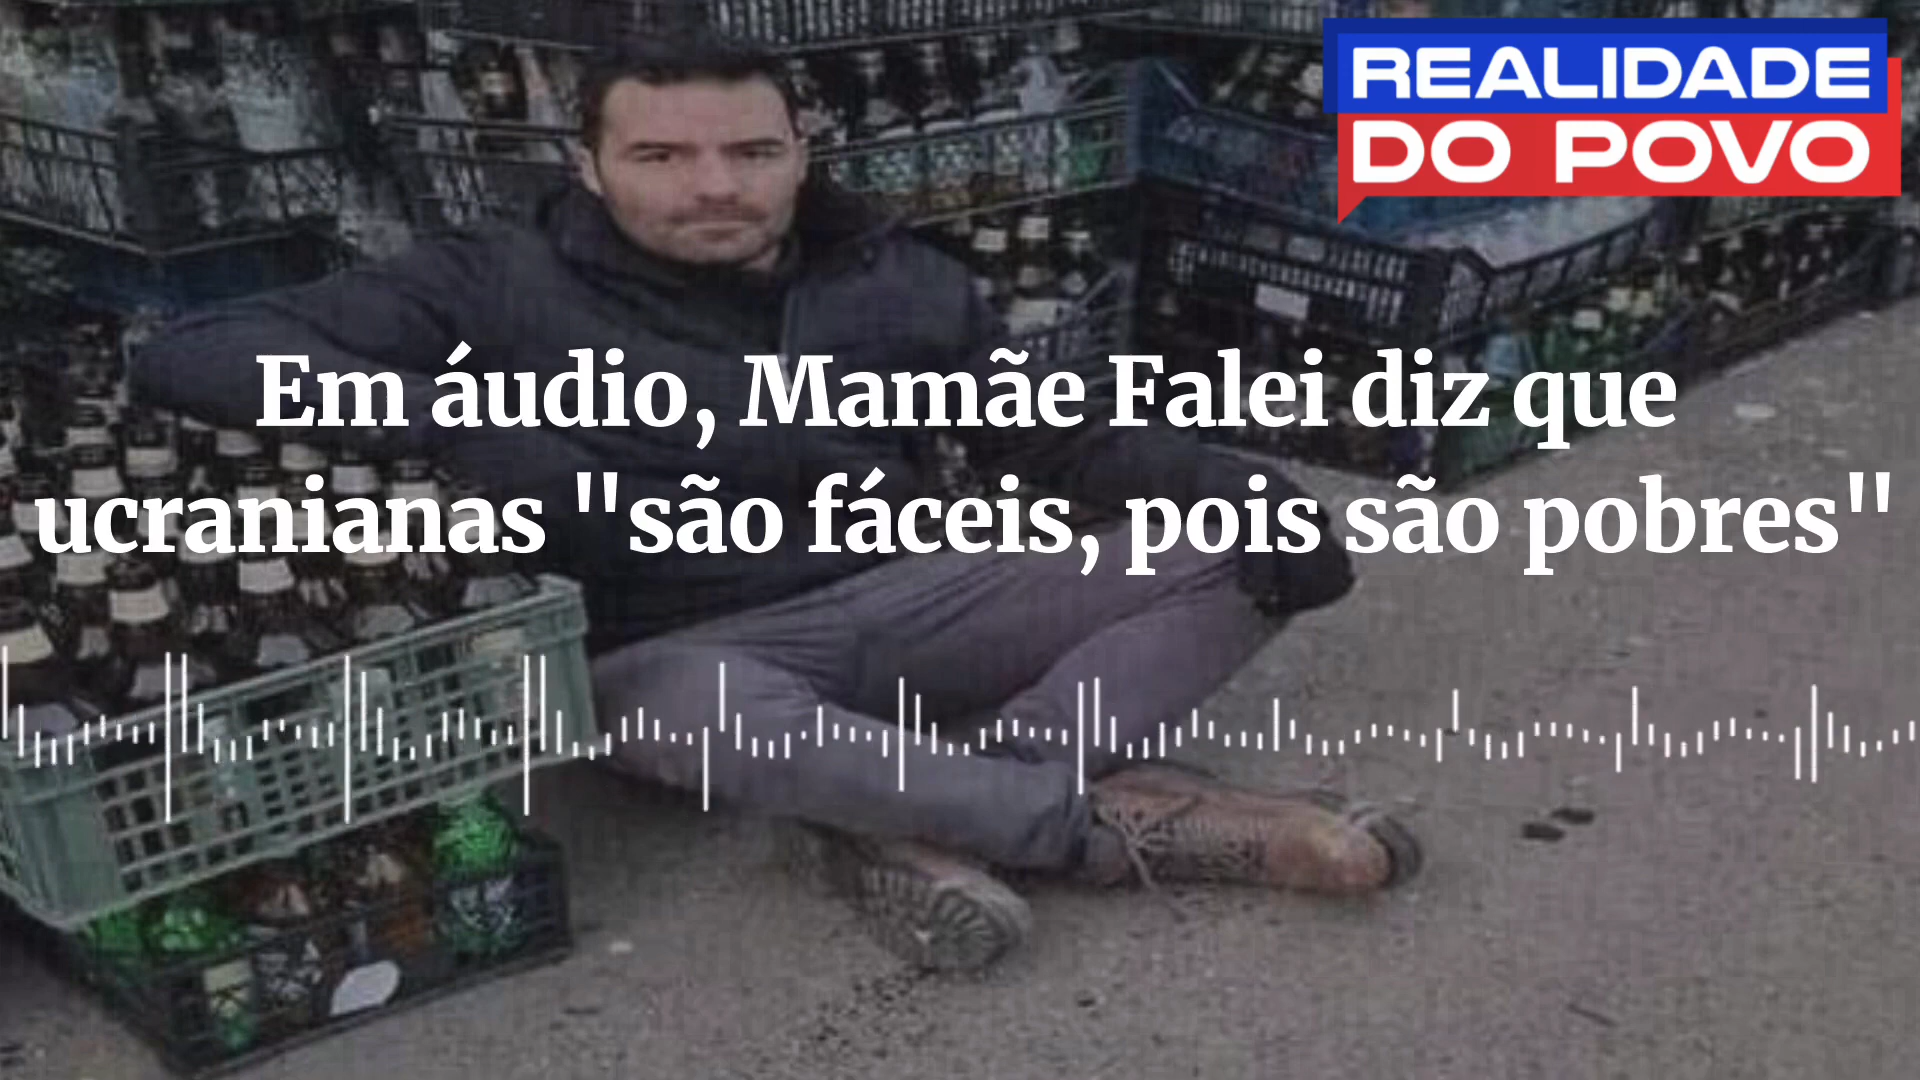 REALIDADE
DO POVO
Em áudio, Mamãe Falei diz que
ucranianas "são fáceis, pois são pobres"